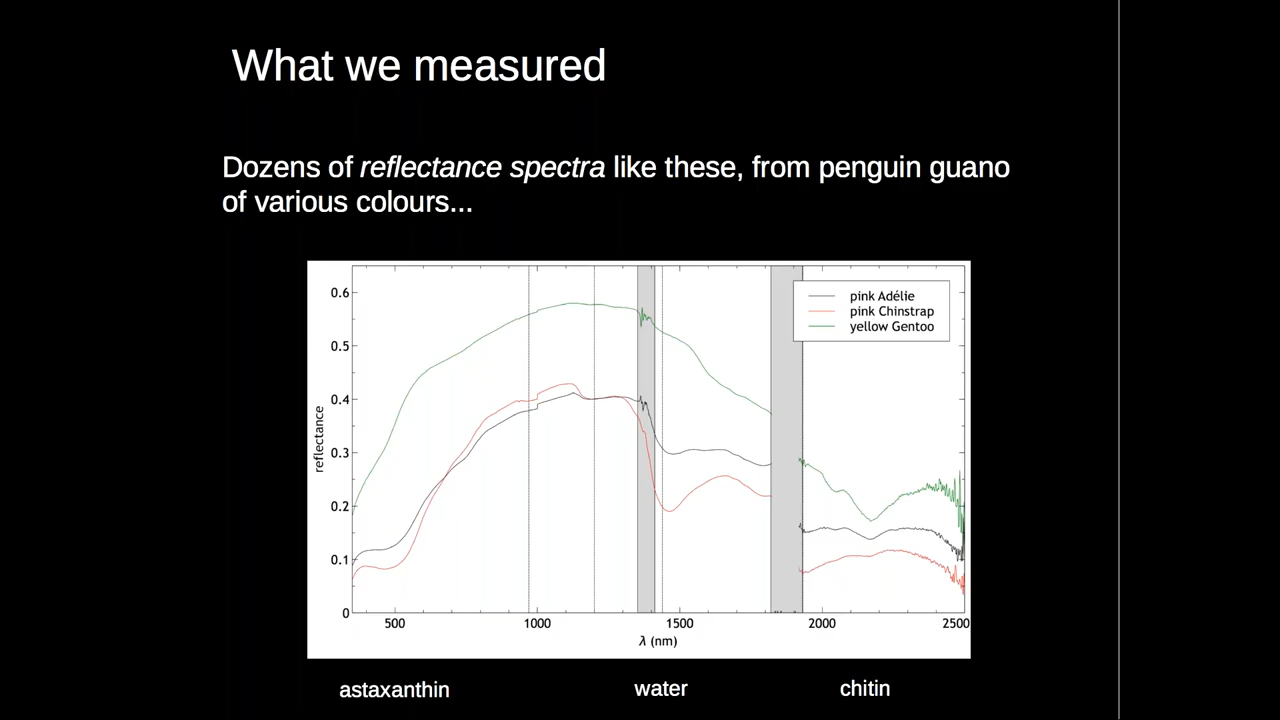 What we measured
Dozens of reflectance spectra like these, from penguin guano
of various colours...
pink Adélie
pink Chinstrap
yellow Gentoo
0.6
0.5
0.4
0.3
0.2
0.1
0
reflectance
500
1000
1500
2000
2500
λ (nm)
astaxanthin
water
chitin